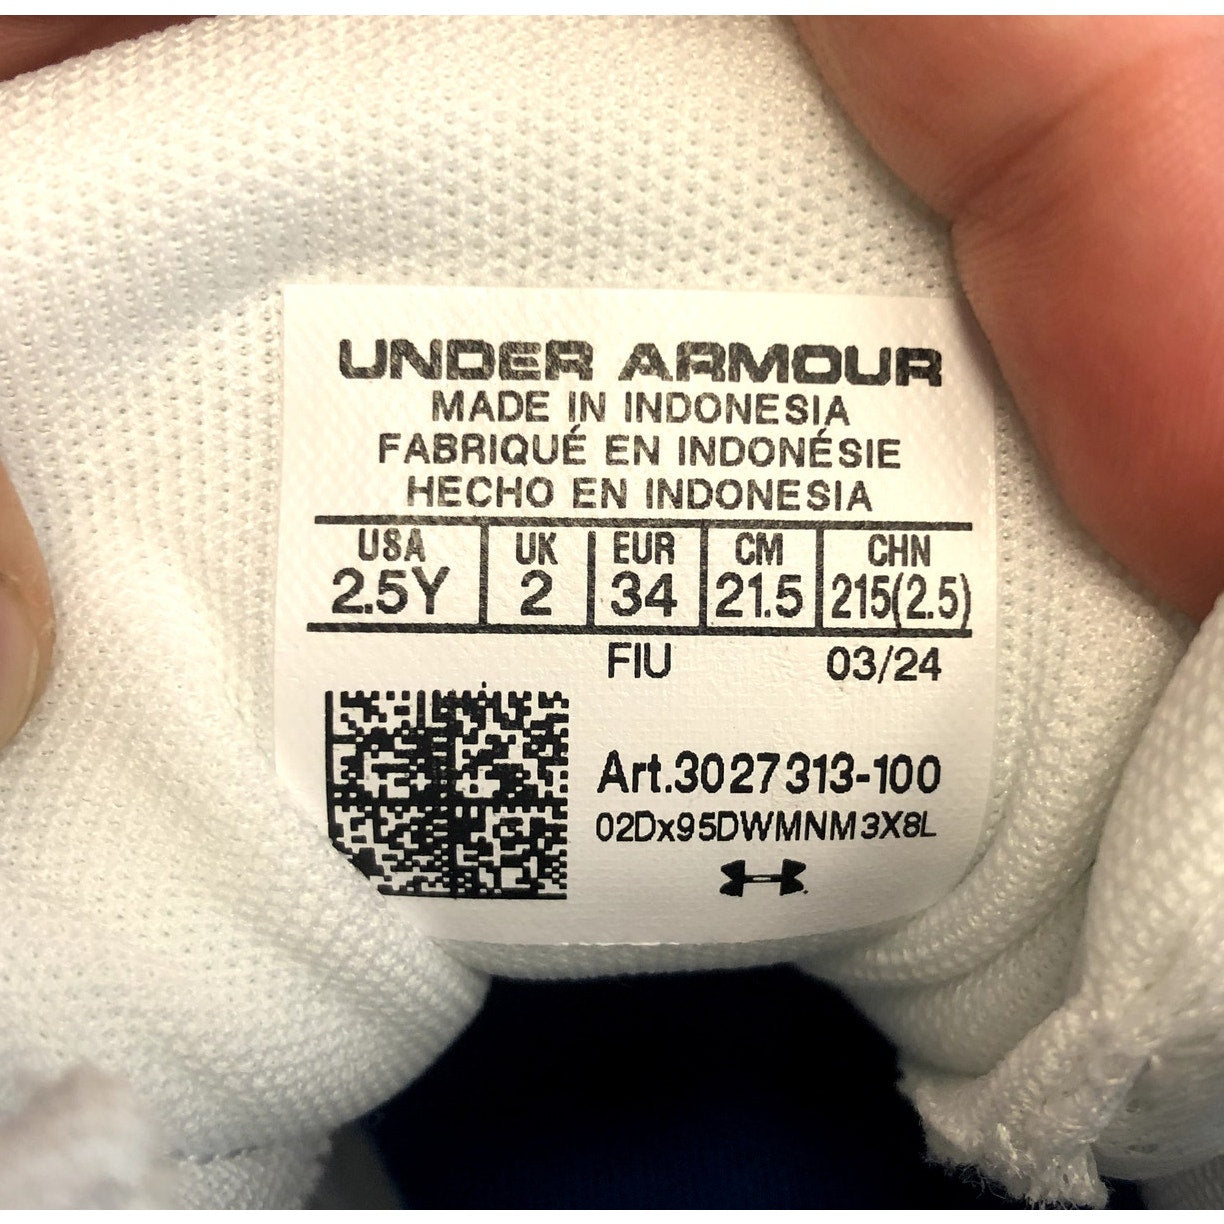 UNDER ARMOUR
MADE IN INDONESIA
FABRIQUÉ EN INDONÉSIE
HECHO EN INDONESIA
USA UK EUR CM CHN
2.5Y 2 34 21.5 215(2.5)
FIU 03/24
Art.3027313-100
02Dx95DWMNM3X8L